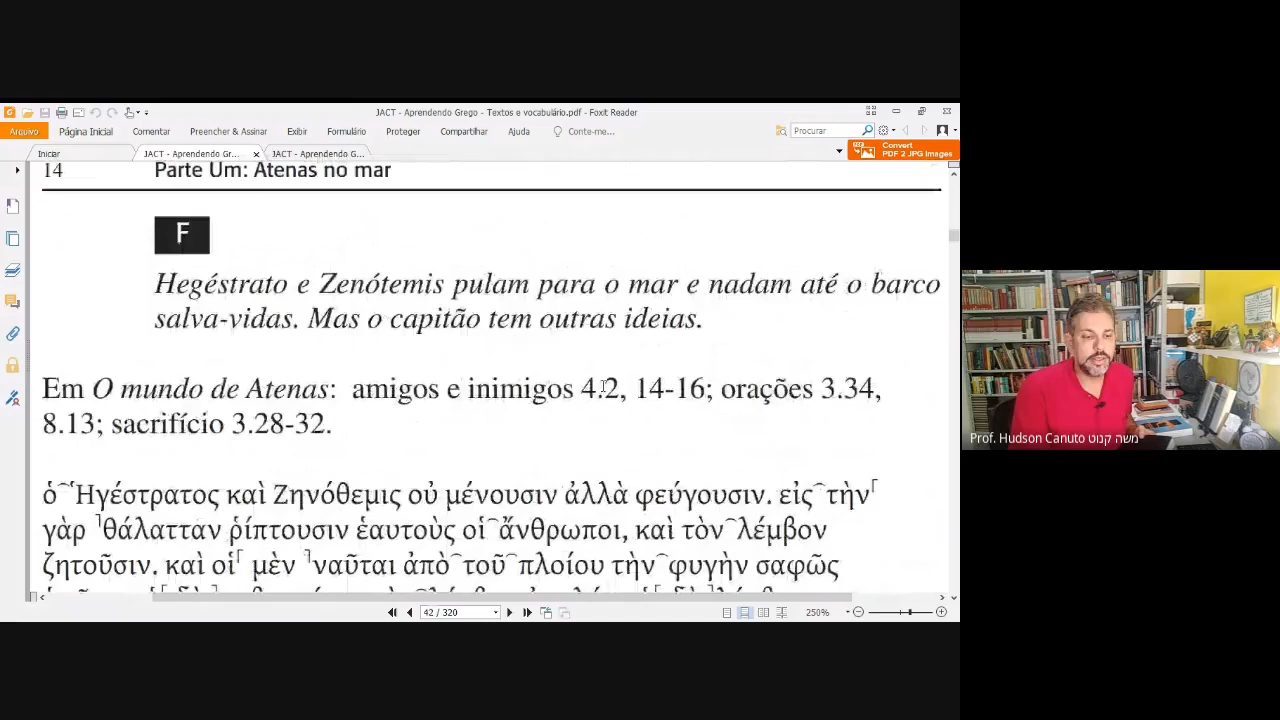 JACT - Aprendendo Grego - Textos e vocabulário.pdf - Foxit Reader
Arquivo Página Inicial Comentar Preencher & Assinar Exibir Formulário Proteger Compartilhar Ajuda Conte-me... Procurar
Iniciar JACT - Aprendendo Gre... JACT - Aprendendo G...
Convert
PDF 2 JPG Images
14 Parte Um: Atenas no mar
F
Hegéstrato e Zenótemis pulam para o mar e nadam até o barco
salva-vidas. Mas o capitão tem outras ideias.
Em O mundo de Atenas: amigos e inimigos 4.2, 14-16; orações 3.34,
8.13; sacrifício 3.28-32.
ὁ⁀Ἡγέστρατος καὶ Ζηνόθεμις οὐ μένουσιν ἀλλὰ φεύγουσιν. εἰς⁀τὴν⸢
γὰρ ⸣θάλατταν ῥίπτουσιν ἑαυτοὺς οἱ⁀ἄνθρωποι, καὶ τὸν⁀λέμβον
ζητοῦσιν. καὶ οἱ⸢ μὲν ⸣ναῦται ἀπὸ⁀τοῦ⁀πλοίου τὴν⁀φυγὴν σαφῶς
42 / 320
250%
Prof. Hudson Canuto משה קנוט